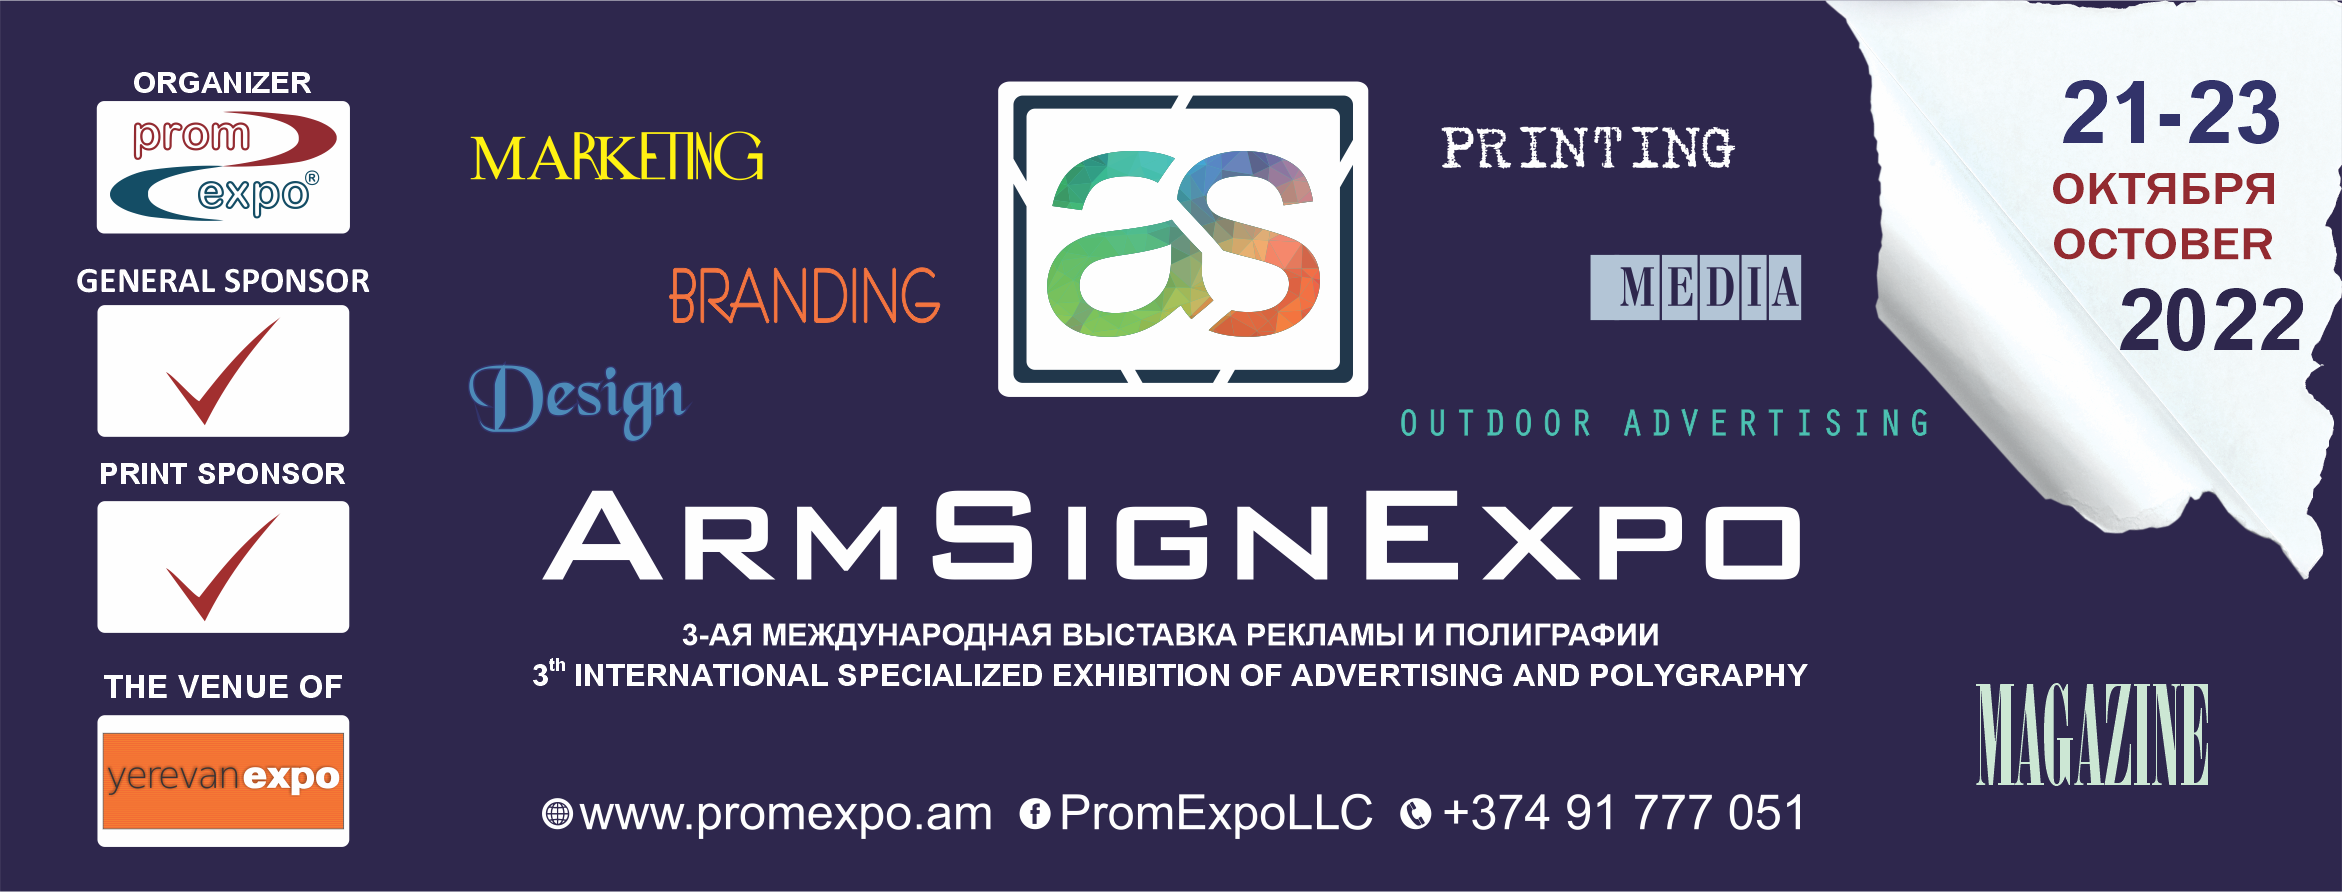 ORGANIZER
prom
expo®
GENERAL SPONSOR
PRINT SPONSOR
THE VENUE OF
yerevanexpo
MARKETING
BRANDING
Design
as
PRINTING
MEDIA
OUTDOOR ADVERTISING
21-23
ОКТЯБРЯ
OCTOBER
2022
ARMSIGNEXPO
3-АЯ МЕЖДУНАРОДНАЯ ВЫСТАВКА РЕКЛАМЫ И ПОЛИГРАФИИ
3th INTERNATIONAL SPECIALIZED EXHIBITION OF ADVERTISING AND POLYGRAPHY
MAGAZINE
www.promexpo.am PromExpoLLC +374 91 777 051